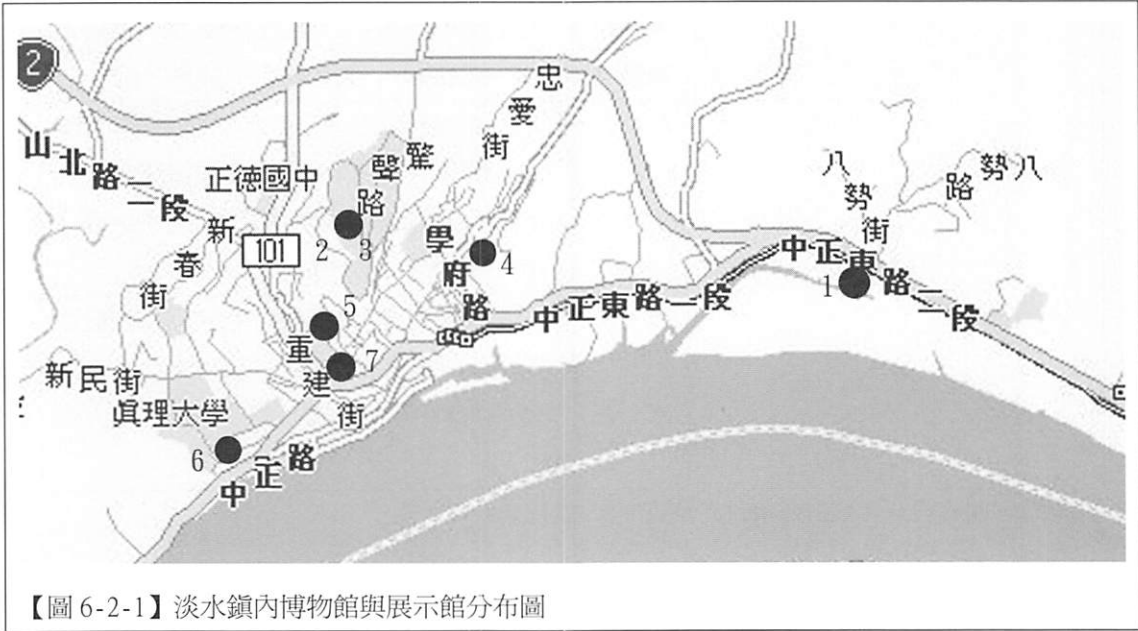 2
山北路二段
正德國中
新春街
101
驚聲路
忠愛街
學府路
2
3
4
5
重建街
7
新民街
真理大學
6
中正路
中正東路一段
八勢街
八勢路
1
中正東路二段
【圖 6-2-1】淡水鎮內博物館與展示館分布圖